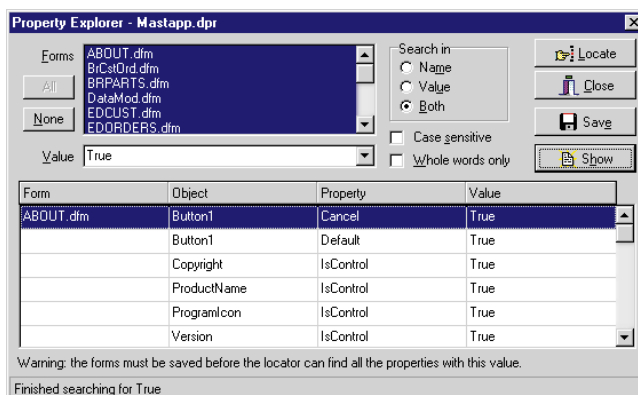 Property Explorer - Mastapp.dpr
Forms
ABOUT.dfm
BrCstOrd.dfm
BRPARTS.dfm
DataMod.dfm
EDCUST.dfm
EDORDERS.dfm
All
None
Value True
Search in
Name
Value
Both
Case sensitive
Whole words only
Locate
Close
Save
Show
Form Object Property Value
ABOUT.dfm Button1 Cancel True
Button1 Default True
Copyright IsControl True
ProductName IsControl True
ProgramIcon IsControl True
Version IsControl True
Warning: the forms must be saved before the locator can find all the properties with this value.
Finished searching for True